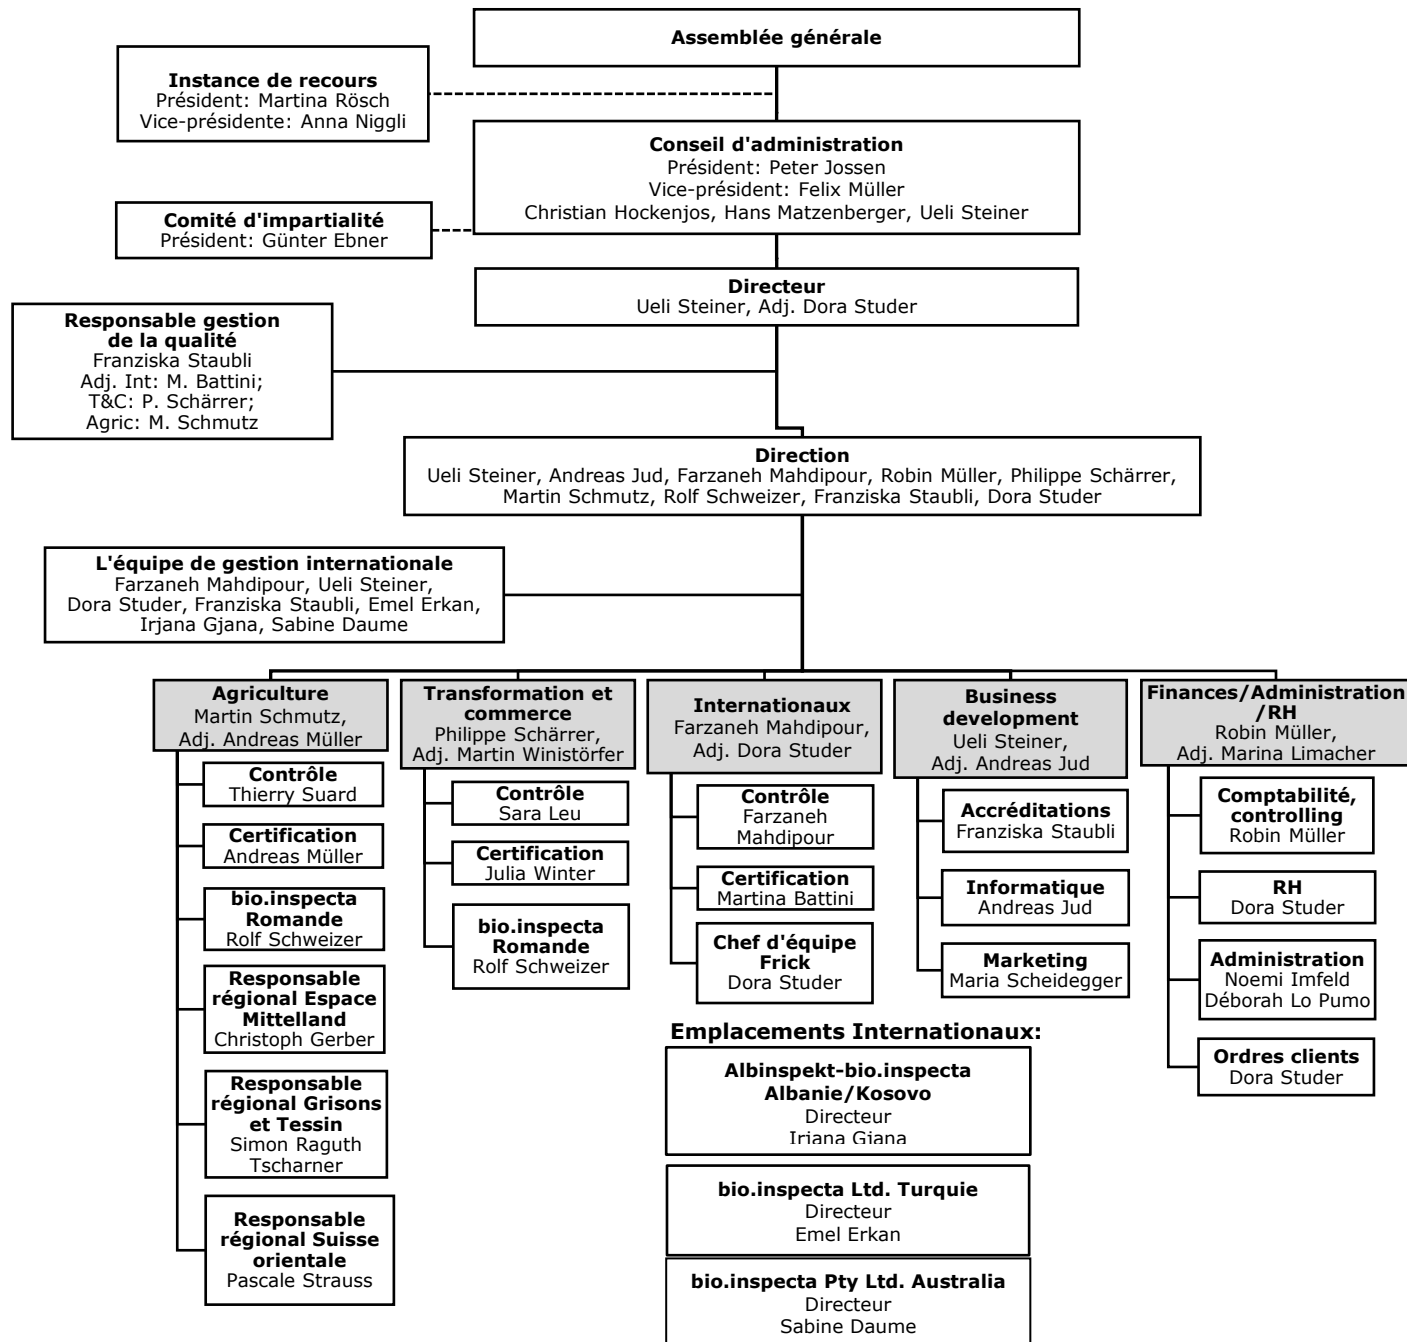 Assemblée générale
Instance de recours
Président: Martina Rösch
Vice-présidente: Anna Niggli
Conseil d'administration
Président: Peter Jossen
Vice-président: Felix Müller
Christian Hockenjos, Hans Matzenberger, Ueli Steiner
Comité d'impartialité
Président: Günter Ebner
Directeur
Ueli Steiner, Adj. Dora Studer
Responsable gestion
de la qualité
Franziska Staubli
Adj. Int: M. Battini;
T&C: P. Schärrer;
Agric: M. Schmutz
Direction
Ueli Steiner, Andreas Jud, Farzaneh Mahdipour, Robin Müller, Philippe Schärrer,
Martin Schmutz, Rolf Schweizer, Franziska Staubli, Dora Studer
L'équipe de gestion internationale
Farzaneh Mahdipour, Ueli Steiner,
Dora Studer, Franziska Staubli, Emel Erkan,
Irjana Gjana, Sabine Daume
Agriculture
Martin Schmutz,
Adj. Andreas Müller
Contrôle
Thierry Suard
Certification
Andreas Müller
bio.inspecta
Romande
Rolf Schweizer
Responsable
régional Espace
Mittelland
Christoph Gerber
Responsable
régional Grisons
et Tessin
Simon Raguth
Tscharner
Responsable
régional Suisse
orientale
Pascale Strauss
Transformation et
commerce
Philippe Schärrer,
Adj. Martin Winistörfer
Contrôle
Sara Leu
Certification
Julia Winter
bio.inspecta
Romande
Rolf Schweizer
Internationaux
Farzaneh Mahdipour,
Adj. Dora Studer
Contrôle
Farzaneh
Mahdipour
Certification
Martina Battini
Chef d'équipe
Frick
Dora Studer
Business
development
Ueli Steiner,
Adj. Andreas Jud
Accréditations
Franziska Staubli
Informatique
Andreas Jud
Marketing
Maria Scheidegger
Finances/Administration
/RH
Robin Müller,
Adj. Marina Limacher
Comptabilité,
controlling
Robin Müller
RH
Dora Studer
Administration
Noemi Imfeld
Déborah Lo Pumo
Ordres clients
Dora Studer
Emplacements Internationaux:
Albinspekt-bio.inspecta
Albanie/Kosovo
Directeur
Irjana Gjana
bio.inspecta Ltd. Turquie
Directeur
Emel Erkan
bio.inspecta Pty Ltd. Australia
Directeur
Sabine Daume